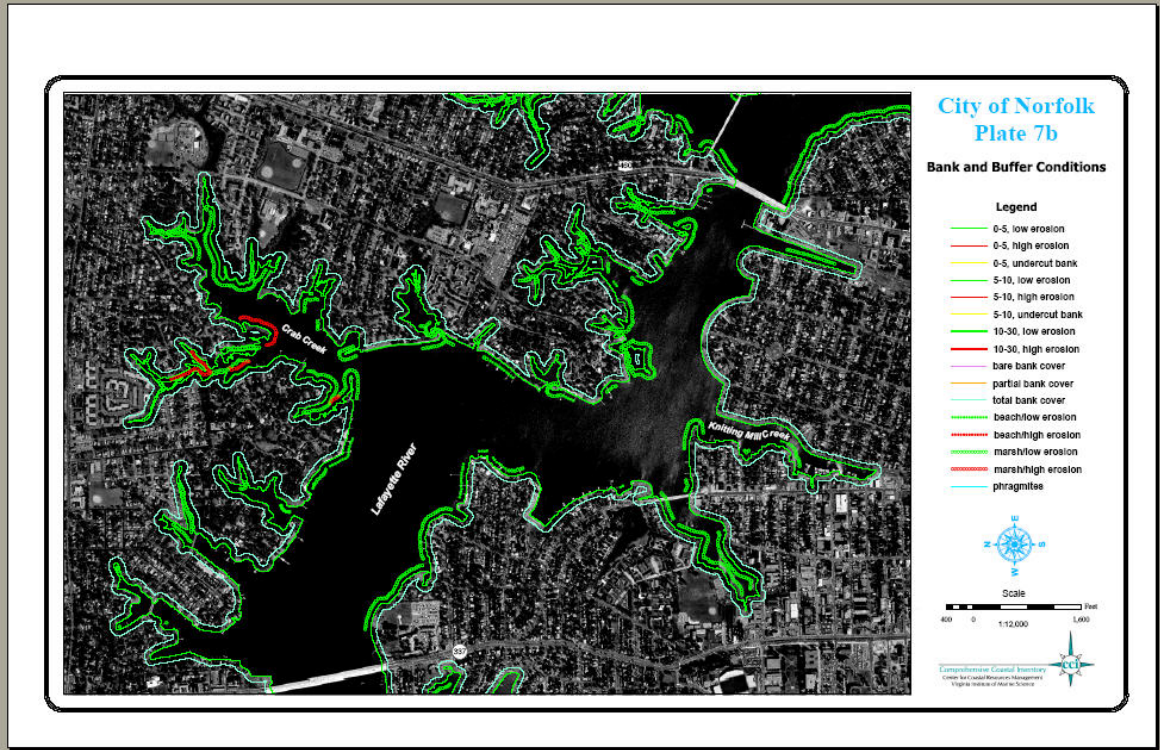 City of Norfolk
Plate 7b
Bank and Buffer Conditions
Legend
0-5, low erosion
0-5, high erosion
0-5, undercut bank
5-10, low erosion
5-10, high erosion
5-10, undercut bank
10-30, low erosion
10-30, high erosion
bare bank cover
partial bank cover
total bank cover
beach/low erosion
beach/high erosion
marsh/low erosion
marsh/high erosion
phragmites
E
N S
W
Scale
Feet
400 0 1,600
1:12,000
Comprehensive Coastal Inventory
Center for Coastal Resources Management
Virginia Institute of Marine Science
cci
460
Crab Creek
Knitting Mill Creek
Lafayette River
337